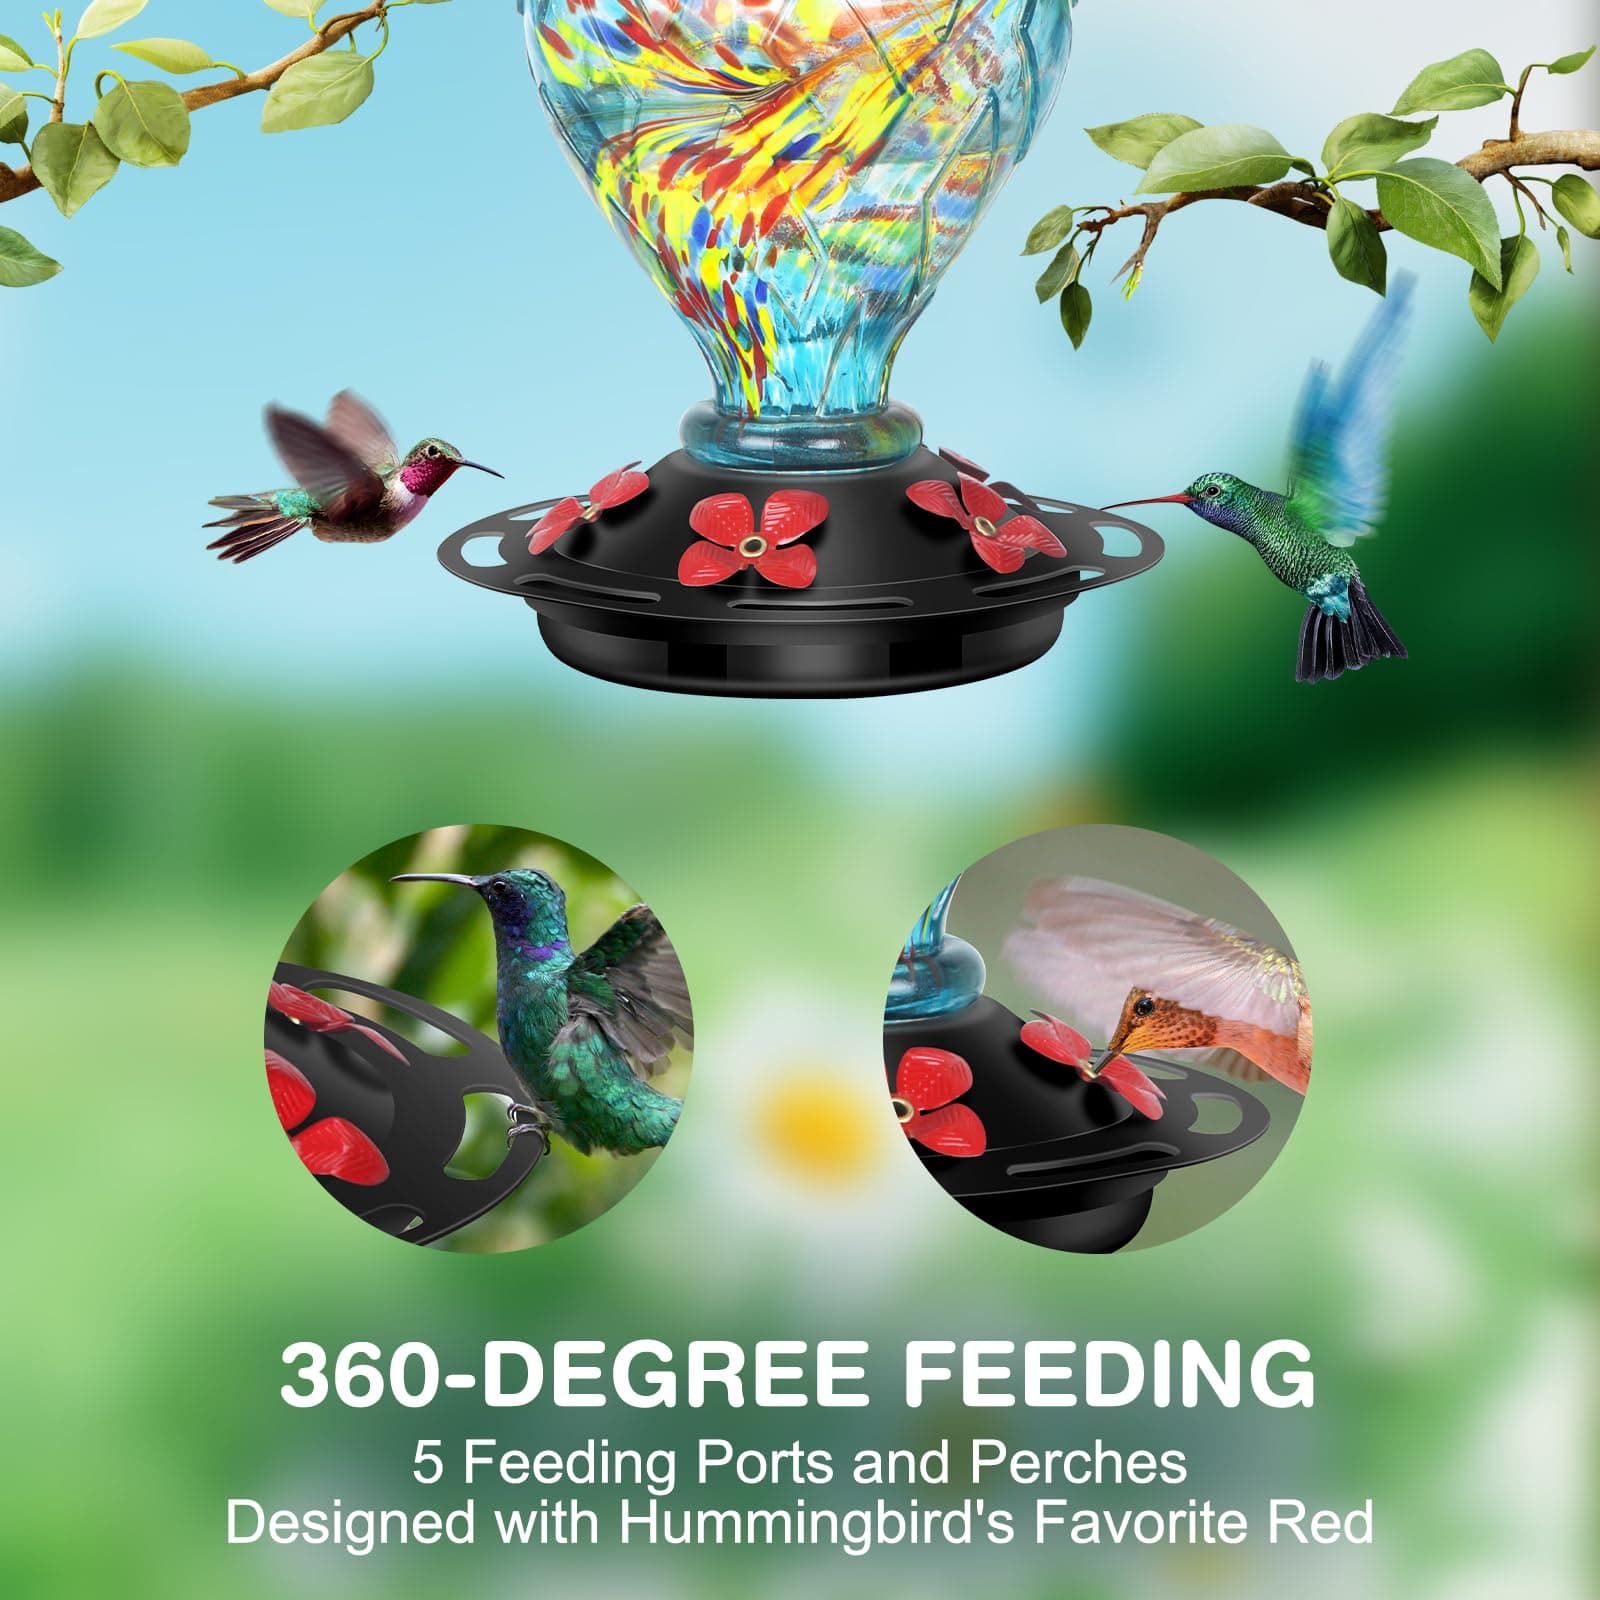 360-DEGREE FEEDING
5 Feeding Ports and Perches
Designed with Hummingbird's Favorite Red